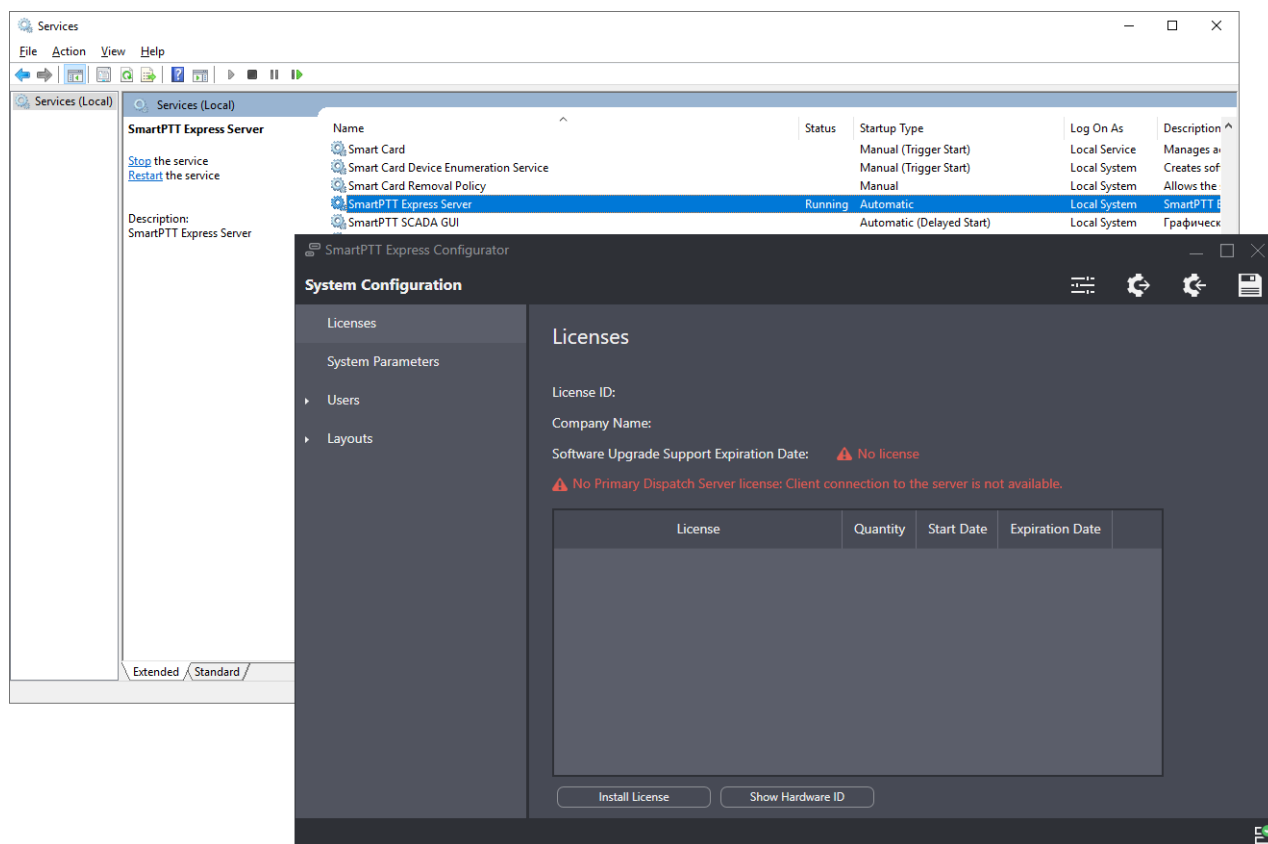 Services
File Action View Help
Services (Local)
Services (Local)
SmartPTT Express Server
Stop the service
Restart the service
Description:
SmartPTT Express Server
Name Status Startup Type Log On As Description
Smart Card Manual (Trigger Start) Local Service Manages a
Smart Card Device Enumeration Service Manual (Trigger Start) Local System Creates sof
Smart Card Removal Policy Manual Local System Allows the
SmartPTT Express Server Running Automatic Local System SmartPTT E
SmartPTT SCADA GUI Automatic (Delayed Start) Local System Графическ
Extended Standard
SmartPTT Express Configurator
System Configuration
Licenses
System Parameters
Users
Layouts
Licenses
License ID:
Company Name:
Software Upgrade Support Expiration Date: No license
No Primary Dispatch Server license: Client connection to the server is not available.
License Quantity Start Date Expiration Date
Install License Show Hardware ID